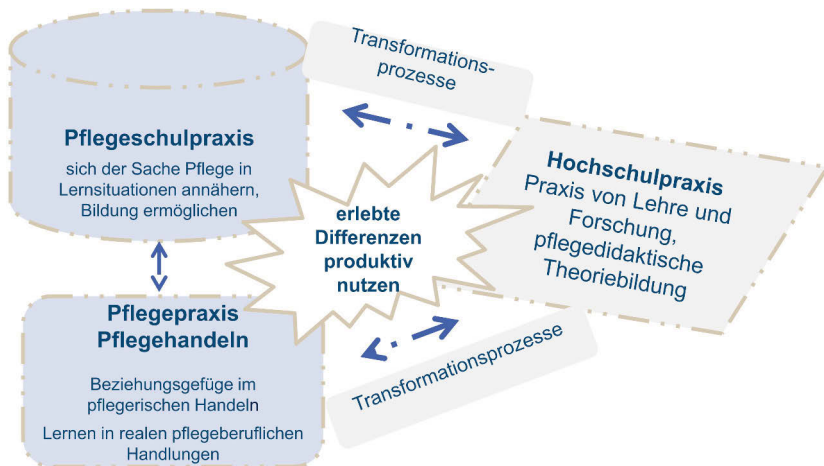 Transformations-
prozesse
Pflegeschulpraxis
sich der Sache Pflege in
Lernsituationen annähern,
Bildung ermöglichen
Hochschulpraxis
Praxis von Lehre und
Forschung,
pflegedidaktische
Theoriebildung
erlebte
Differenzen
produktiv
nutzen
Pflegepraxis
Pflegehandeln
Beziehungsgefüge im
pflegerischen Handeln
Lernen in realen pflegeberuflichen
Handlungen
Transformationsprozesse